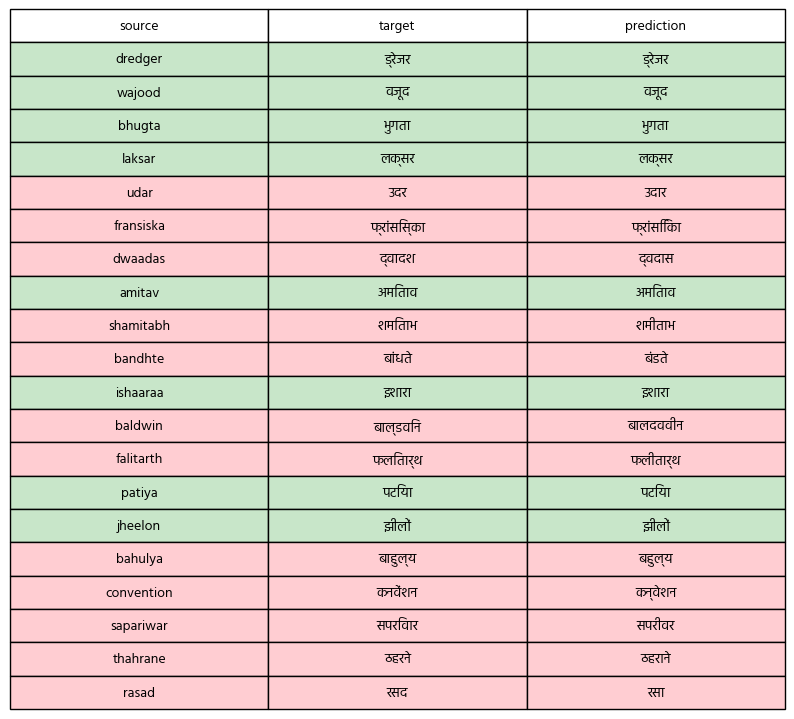 source target prediction
dredger ड्रेजर ड्रेजर
wajood वजूद वजूद
bhugta भुगता भुगता
laksar लक्सर लक्सर
udar उदर उदार
fransiska फ्रांसिस्का फ्रांसकििा
dwaadas द्वादश द्वदास
amitav अमिताव अमिताव
shamitabh शमिताभ शमीताभ
bandhte बांधते बंडते
ishaaraa इशारा इशारा
baldwin बाल्डविन बालदववीन
falitarth फलितार्थ फलीतार्थ
patiya पटिया पटिया
jheelon झीलों झीलों
bahulya बाहुल्य बहुल्य
convention कनवेंशन कन्वेशन
sapariwar सपरिवार सपरीवर
thahrane ठहरने ठहराने
rasad रसद रसा